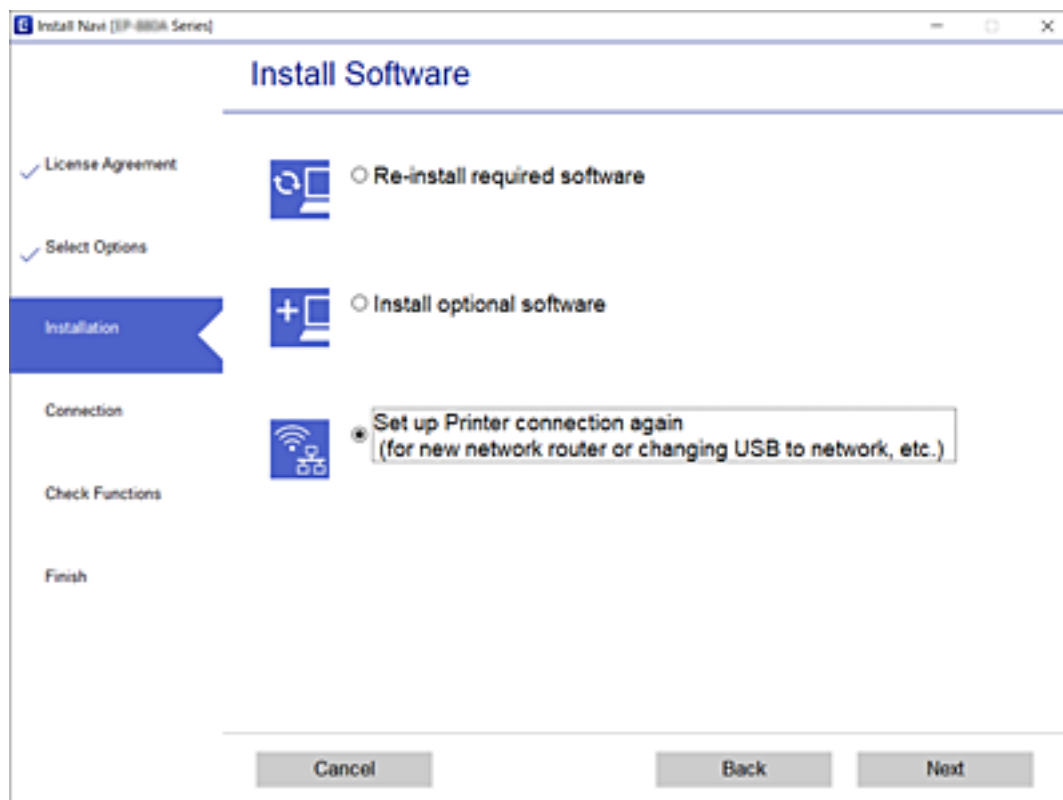 Install Navi [ Series]
Install Software
License Agreement
Select Options
Installation
Connection
Check Functions
Finish
Re-install required software
Install optional software
Set up Printer connection again
(for new network router or changing USB to network, etc.)
Cancel
Back
Next